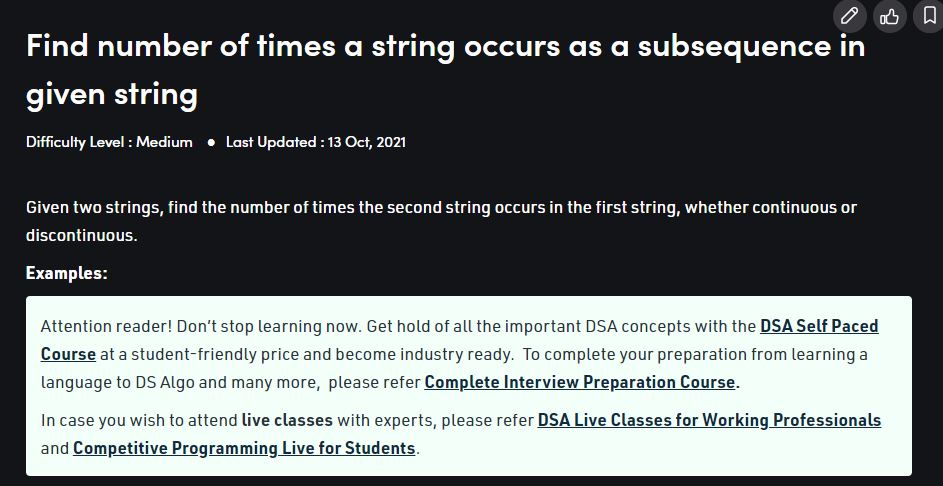 Find number of times a string occurs as a subsequence in
given string
Difficulty Level : Medium ● Last Updated : 13 Oct, 2021
Given two strings, find the number of times the second string occurs in the first string, whether continuous or
discontinuous.
Examples:
Attention reader! Don't stop learning now. Get hold of all the important DSA concepts with the DSA Self Paced
Course at a student-friendly price and become industry ready. To complete your preparation from learning a
language to DS Algo and many more, please refer Complete Interview Preparation Course.
In case you wish to attend live classes with experts, please refer DSA Live Classes for Working Professionals
and Competitive Programming Live for Students.